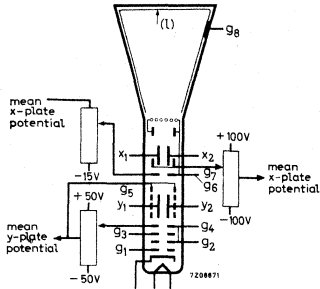 (l)
g8
mean
x-plate
potential
-15V
x1
x2
+100V
mean
x-plate
potential
-100V
g7
g6
g5
+50V
y1
y2
mean
y-plate
potential
-50V
g3
g4
g1
g2
7Z08871